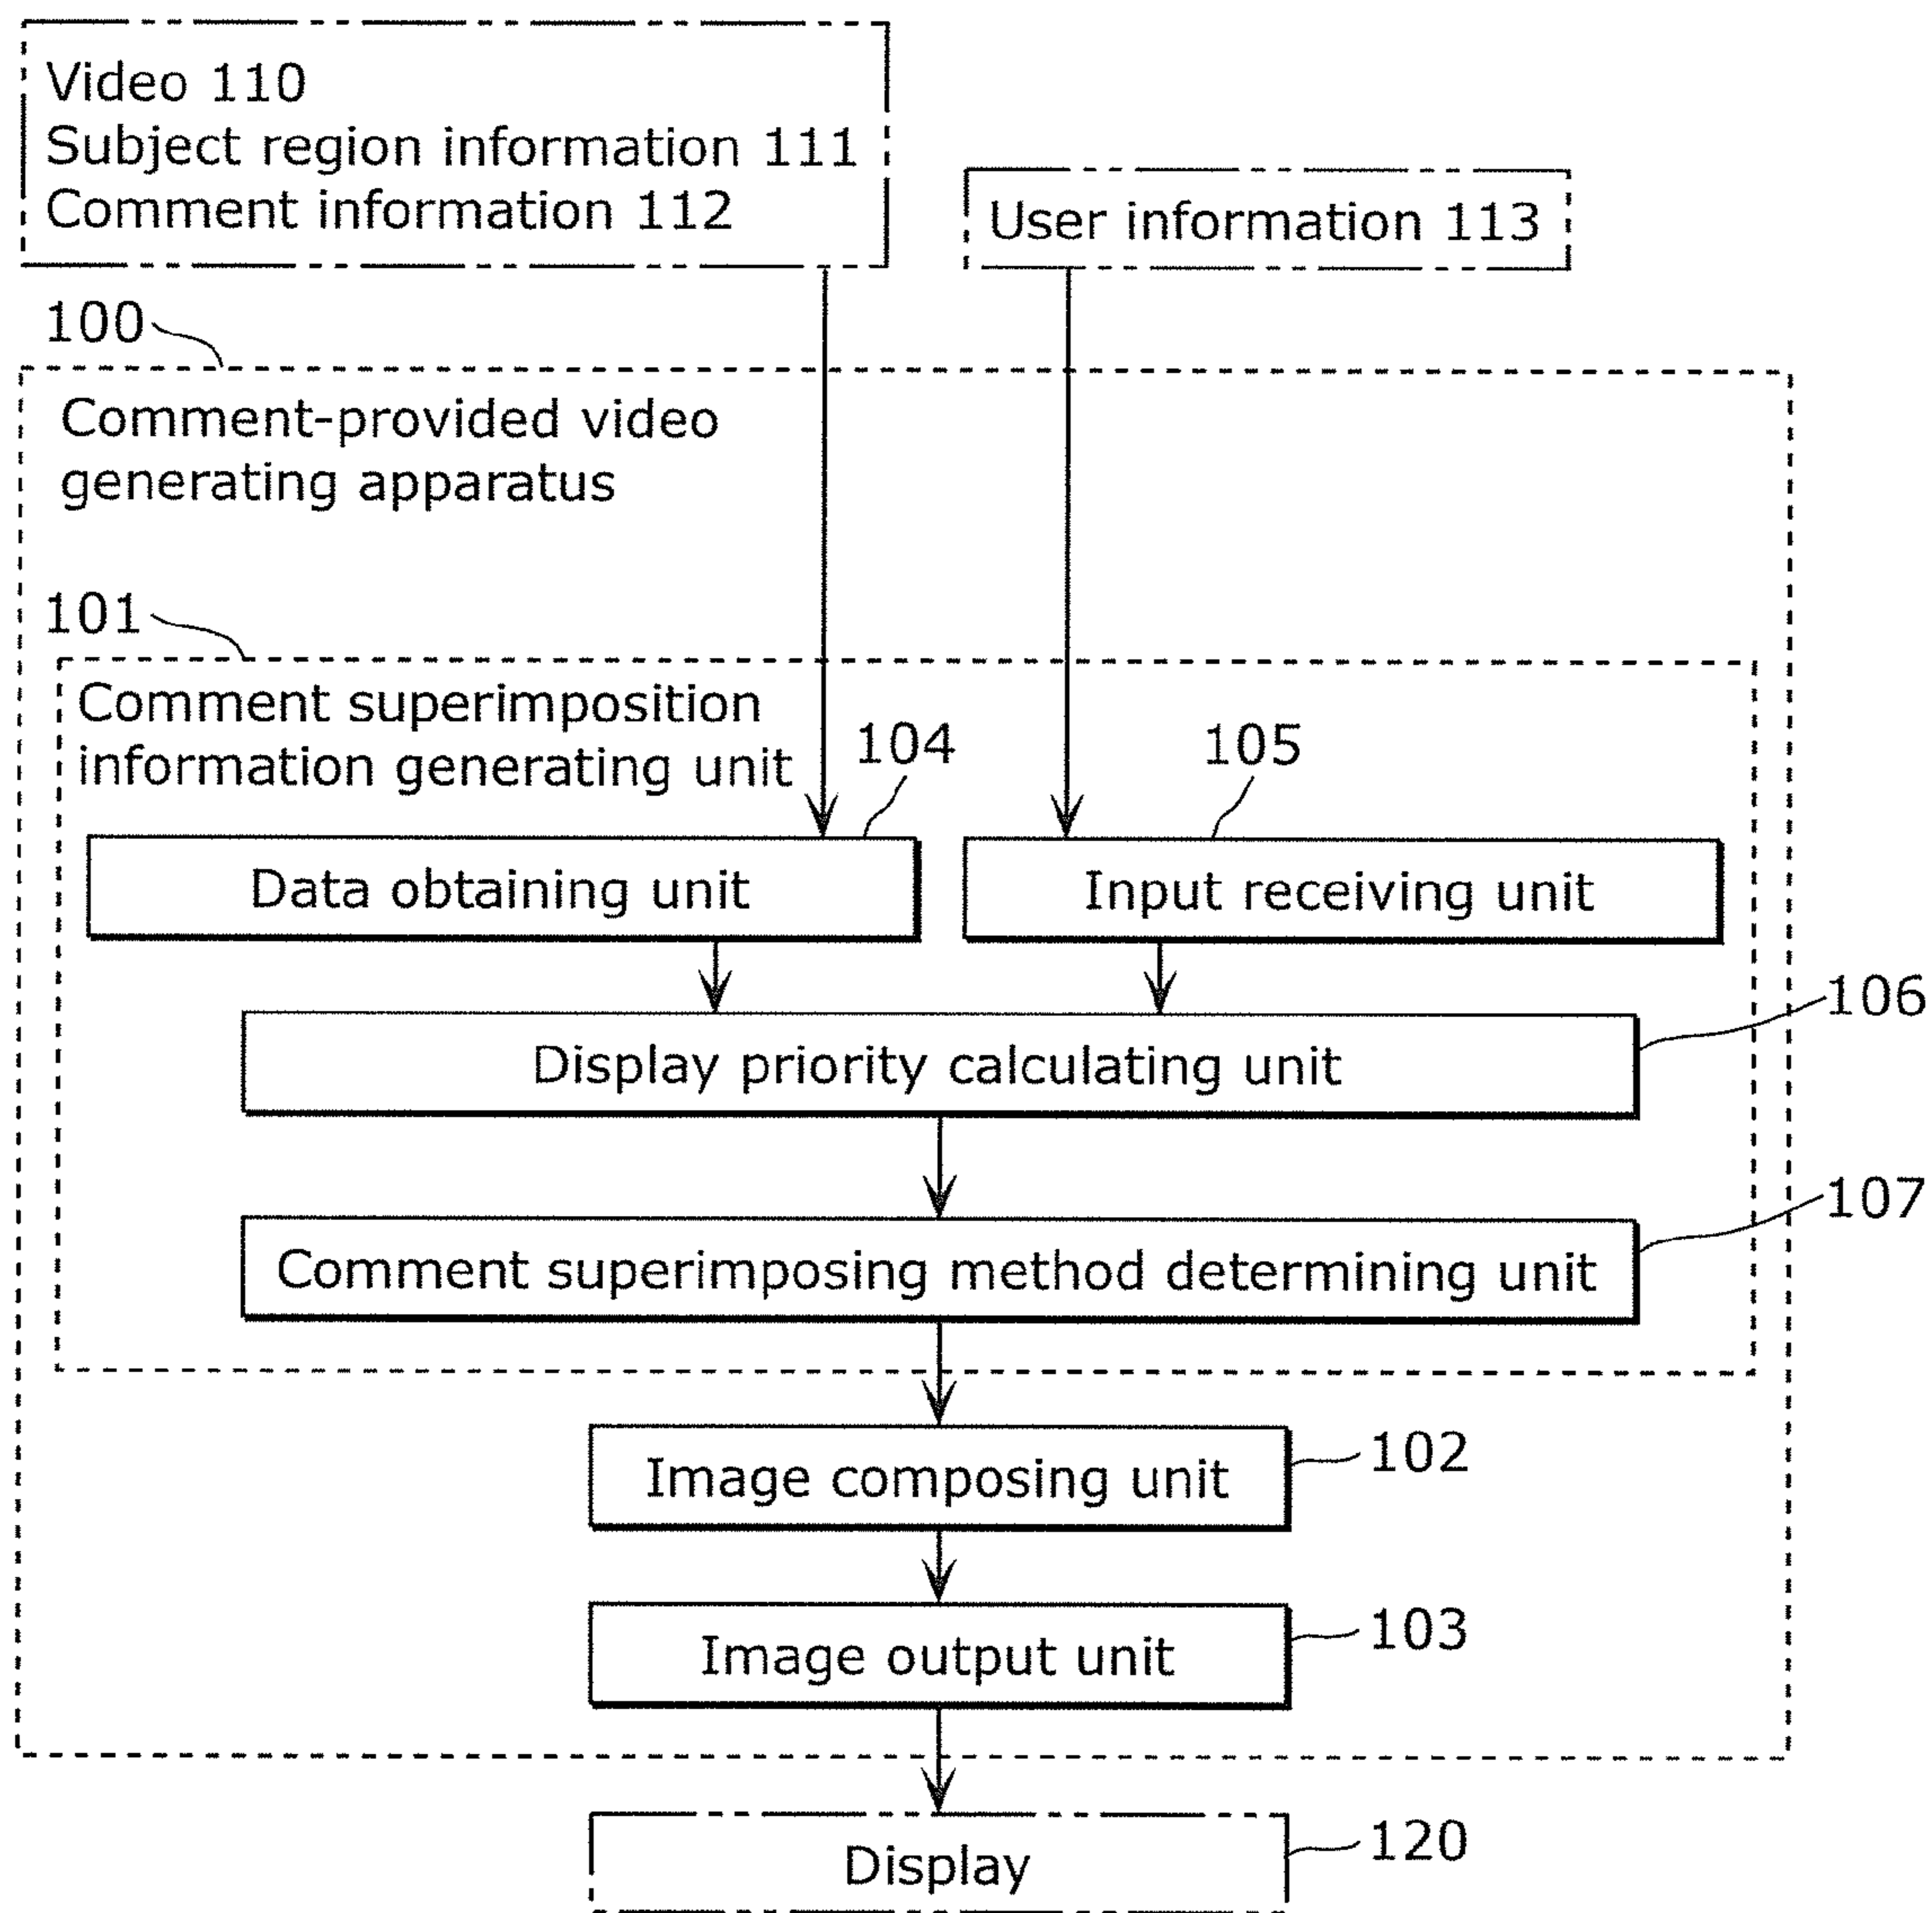 Video 110
Subject region information 111
Comment information 112
User information 113
100
Comment-provided video
generating apparatus
101
Comment superimposition
information generating unit
104
105
Data obtaining unit
Input receiving unit
106
Display priority calculating unit
107
Comment superimposing method determining unit
102
Image composing unit
103
Image output unit
120
Display